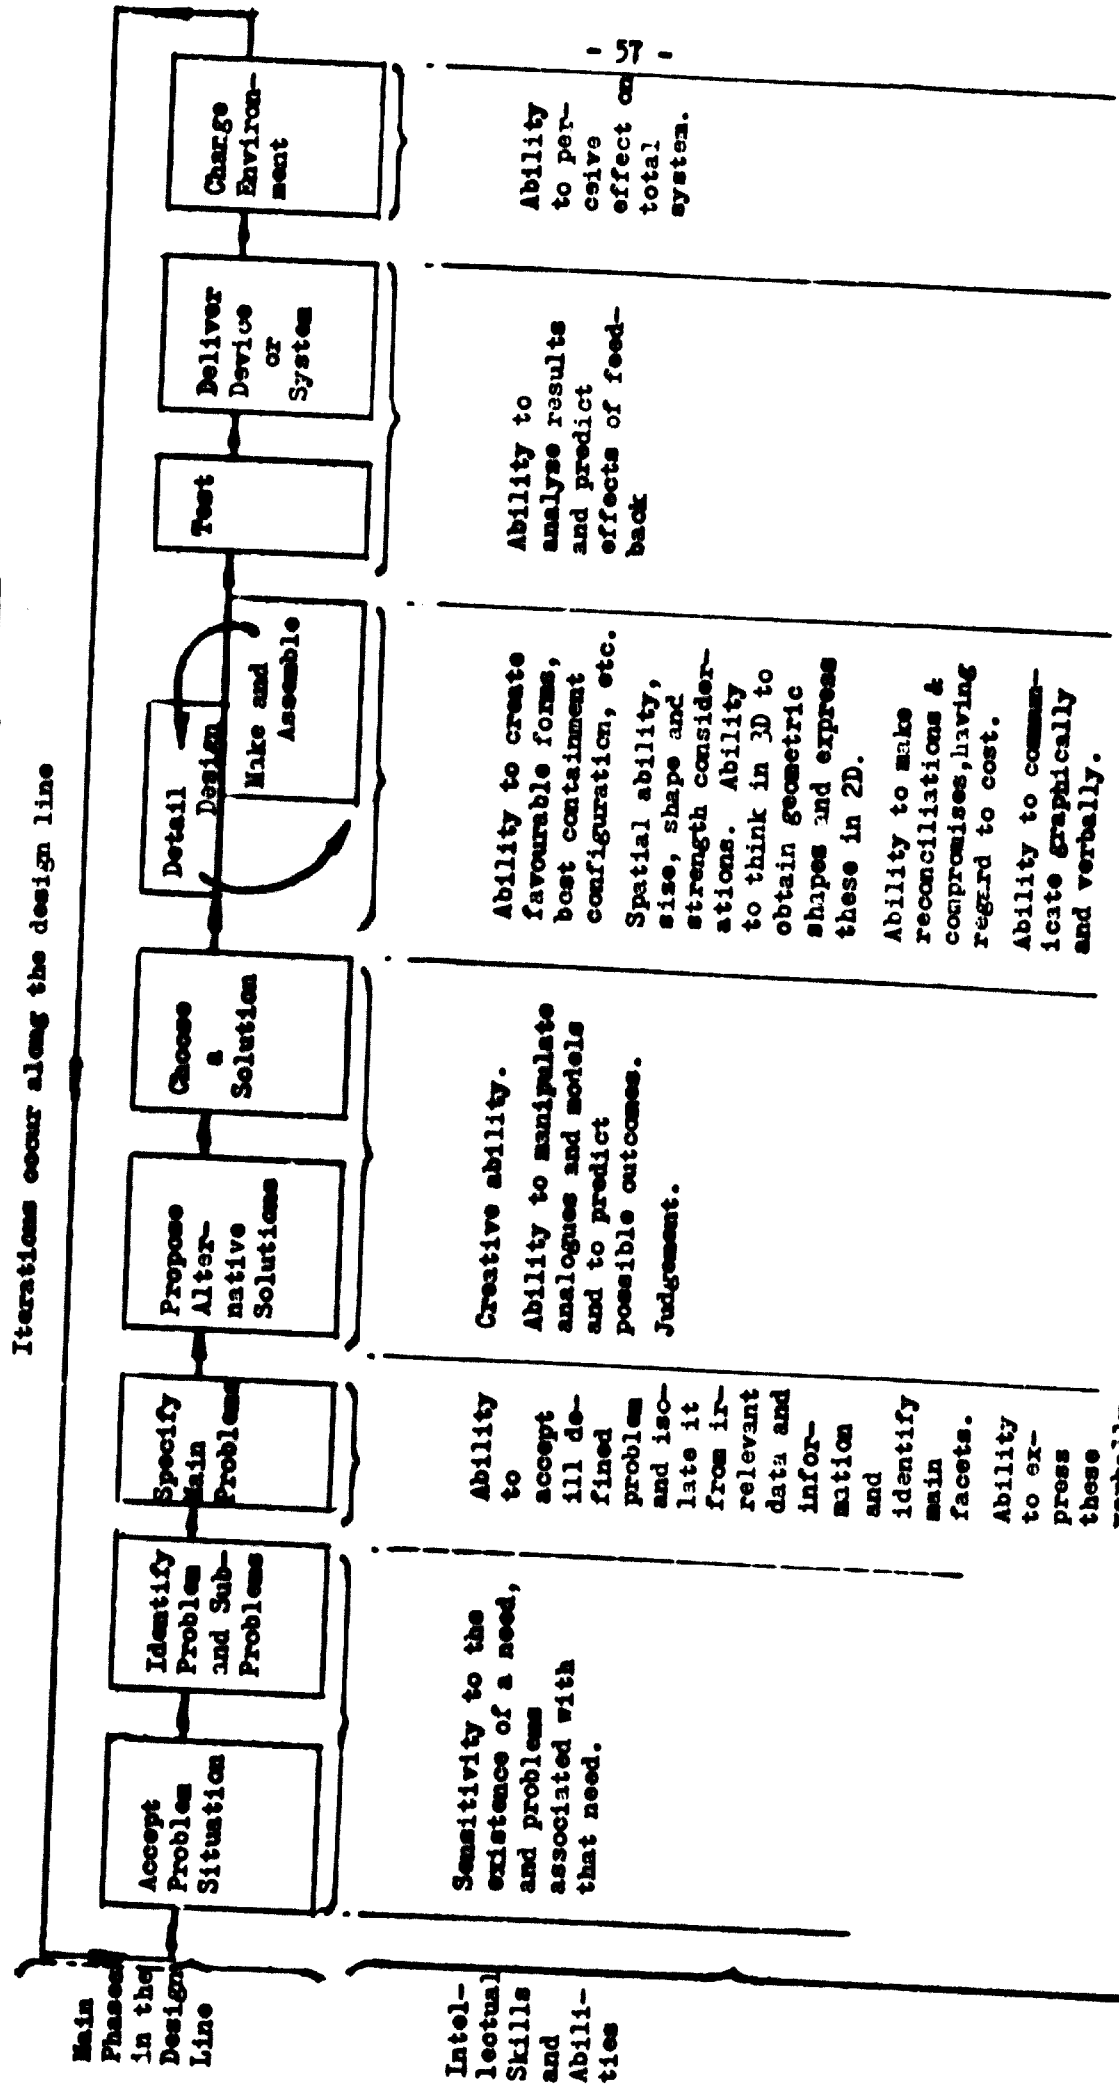 - 57 -
Iterations occur along the design line
Main
Phases
in the
Design
Line
Accept
Problem
Situation
Identify
Problem
and Sub-
Problems
Specify
Main
Problems
Propose
Alter-
native
Solutions
Choose
a
Solution
Detail
Design
Make and
Assemble
Test
Deliver
Device
or
System
Change
Environ-
ment
Intel-
lectual
Skills
and
Abili-
ties
Sensitivity to the
existence of a need,
and problems
associated with
that need.
Ability
to
accept
ill de-
fined
problem
and iso-
late it
from ir-
relevant
data and
infor-
mation
and
identify
main
facets.
Ability
to ex-
press
these
Creative ability.
Ability to manipulate
analogues and models
and to predict
possible outcomes.
Judgement.
Ability to create
favourable forms,
best containment
configuration, etc.
Spatial ability,
size, shape and
strength consider-
ations. Ability
to think in 3D to
obtain geometric
shapes and express
these in 2D.
Ability to make
reconciliations &
compromises, having
regard to cost.
Ability to commun-
icate graphically
and verbally.
Ability to
analyse results
and predict
effects of feed-
back
Ability
to per-
ceive
effect on
total
system.